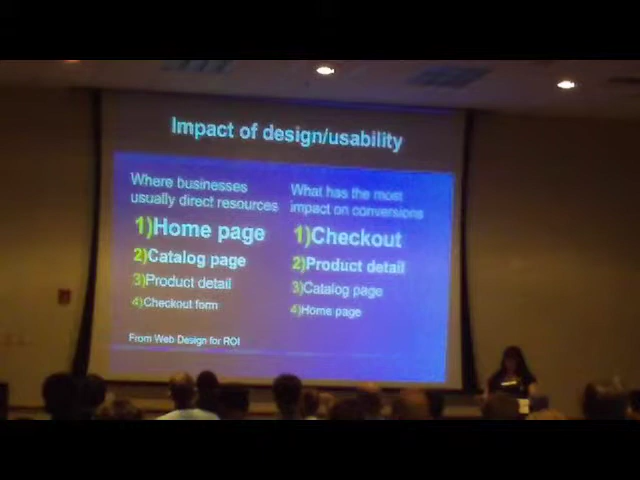 Impact of design/usability
Where businesses
usually direct resources
1)Home page
2)Catalog page
3)Product detail
4)Checkout form
What has the most
impact on conversions
1)Checkout
2)Product detail
3)Catalog page
4)Home page
From Web Design for ROI